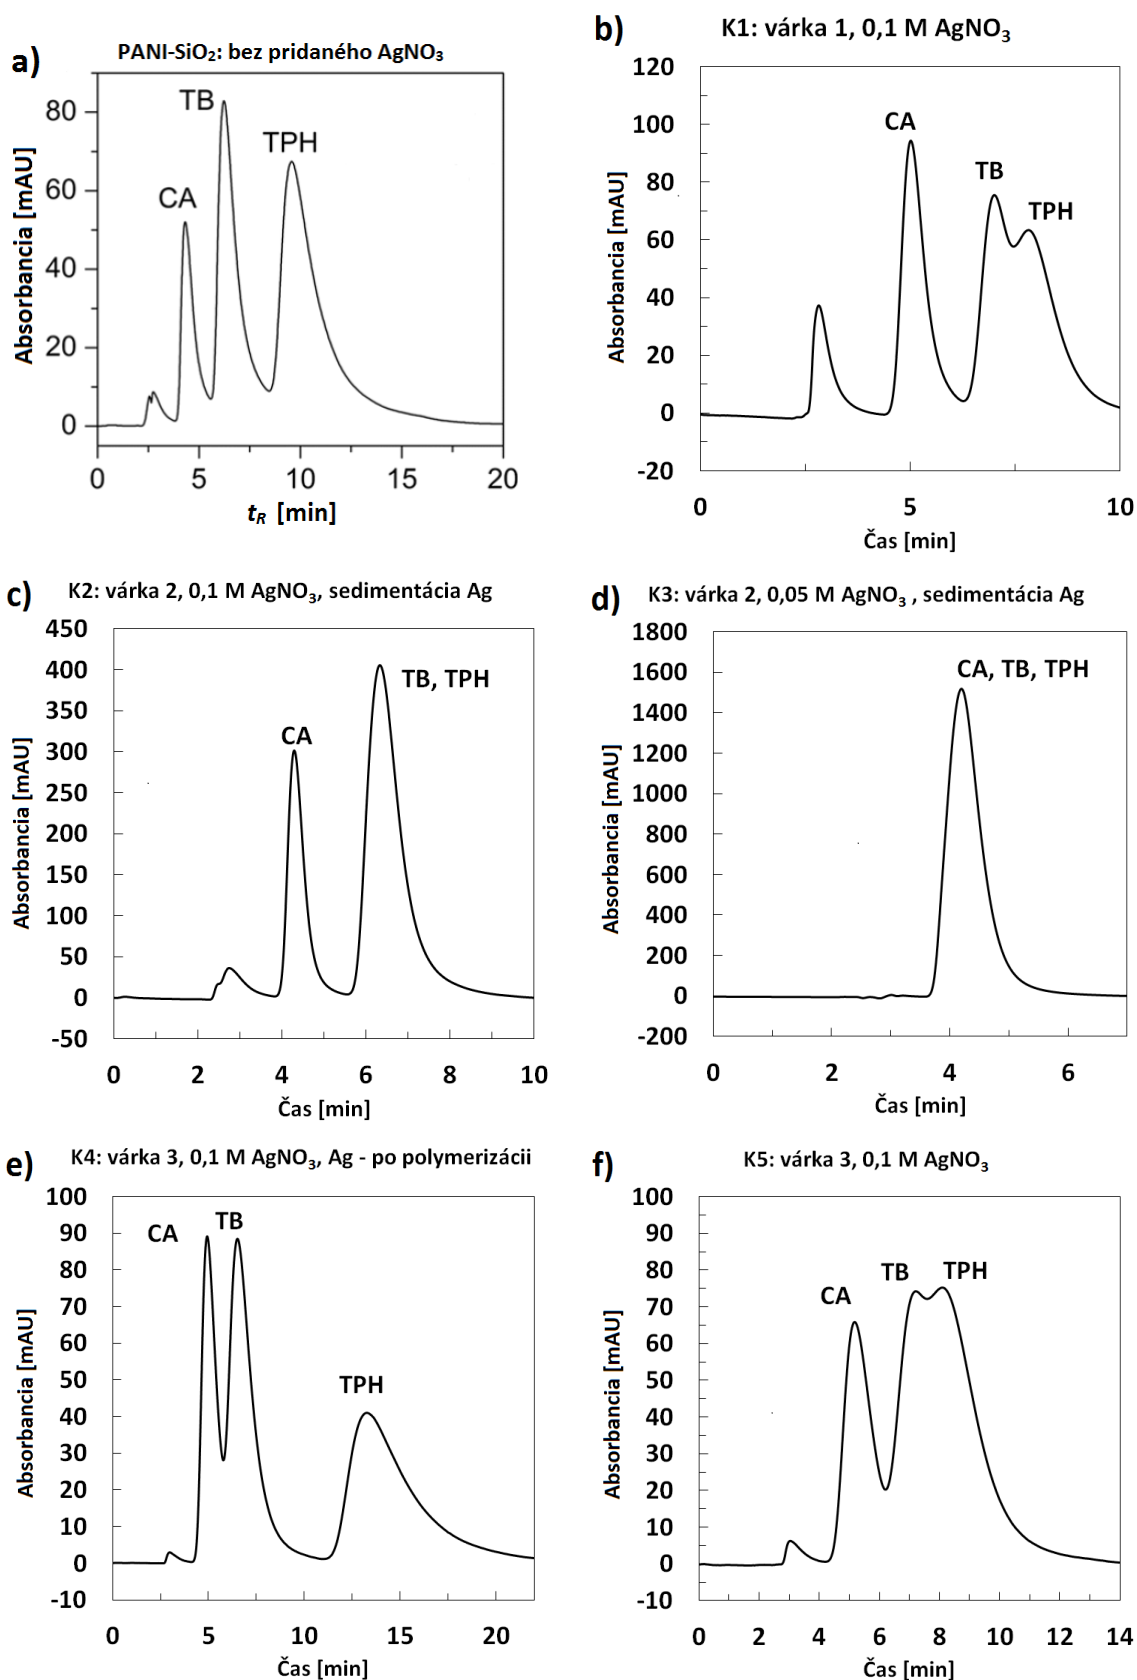 a)
PANI-SiO₂: bez pridaného AgNO₃
Absorbancia [mAU]
80
60
40
20
0
CA
TB
TPH
0 5 10 15 20
t_R [min]
b)
K1: várka 1, 0,1 M AgNO₃
Absorbancia [mAU]
120
100
80
60
40
20
0
-20
CA
TB
TPH
0 5 10
Čas [min]
c)
K2: várka 2, 0,1 M AgNO₃, sedimentácia Ag
Absorbancia [mAU]
450
400
350
300
250
200
150
100
50
0
-50
CA
TB, TPH
0 2 4 6 8 10
Čas [min]
d)
K3: várka 2, 0,05 M AgNO₃ , sedimentácia Ag
Absorbancia [mAU]
1800
1600
1400
1200
1000
800
600
400
200
0
-200
CA, TB, TPH
0 2 4 6
Čas [min]
e)
K4: várka 3, 0,1 M AgNO₃, Ag - po polymerizácii
Absorbancia [mAU]
100
90
80
70
60
50
40
30
20
10
0
-10
CA
TB
TPH
0 5 10 15 20
Čas [min]
f)
K5: várka 3, 0,1 M AgNO₃
Absorbancia [mAU]
100
90
80
70
60
50
40
30
20
10
0
-10
CA
TB
TPH
0 2 4 6 8 10 12 14
Čas [min]